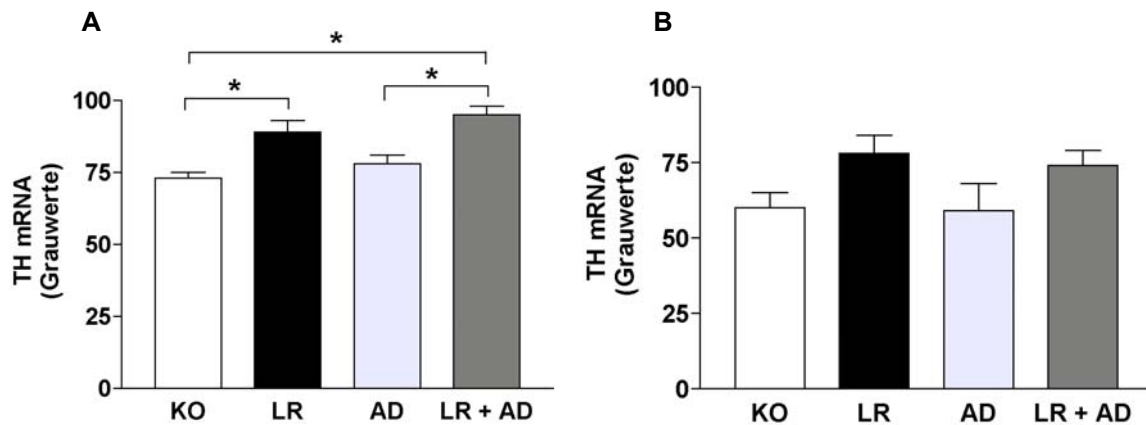 A
B
*
*
*
100
75
50
25
0
TH mRNA
(Grauwerte)
KO LR AD LR + AD
100
75
50
25
0
TH mRNA
(Grauwerte)
KO LR AD LR + AD